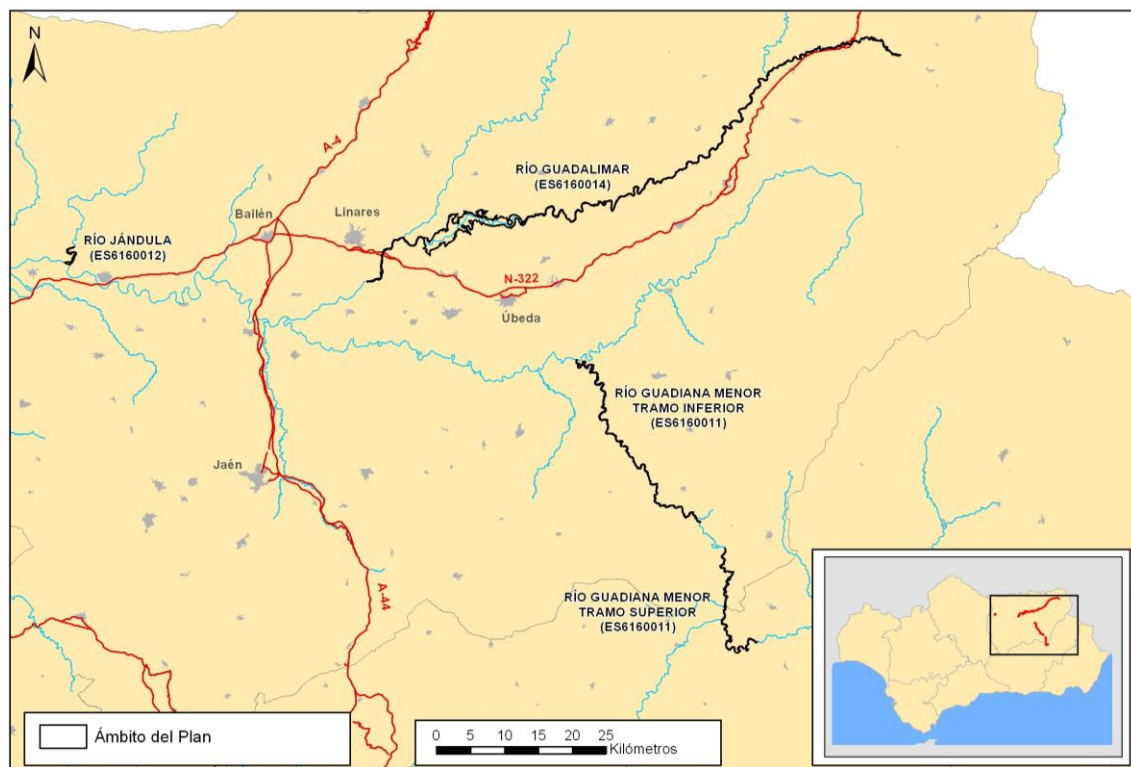 N
A-4
RÍO GUADALIMAR
(ES6160014)
Bailén
Linares
RÍO JÁNDULA
(ES6160012)
N-322
Úbeda
RÍO GUADIANA MENOR
TRAMO INFERIOR
(ES6160011)
Jaén
A-44
RÍO GUADIANA MENOR
TRAMO SUPERIOR
(ES6160011)
Ámbito del Plan
0 5 10 15 20 25
Kilómetros